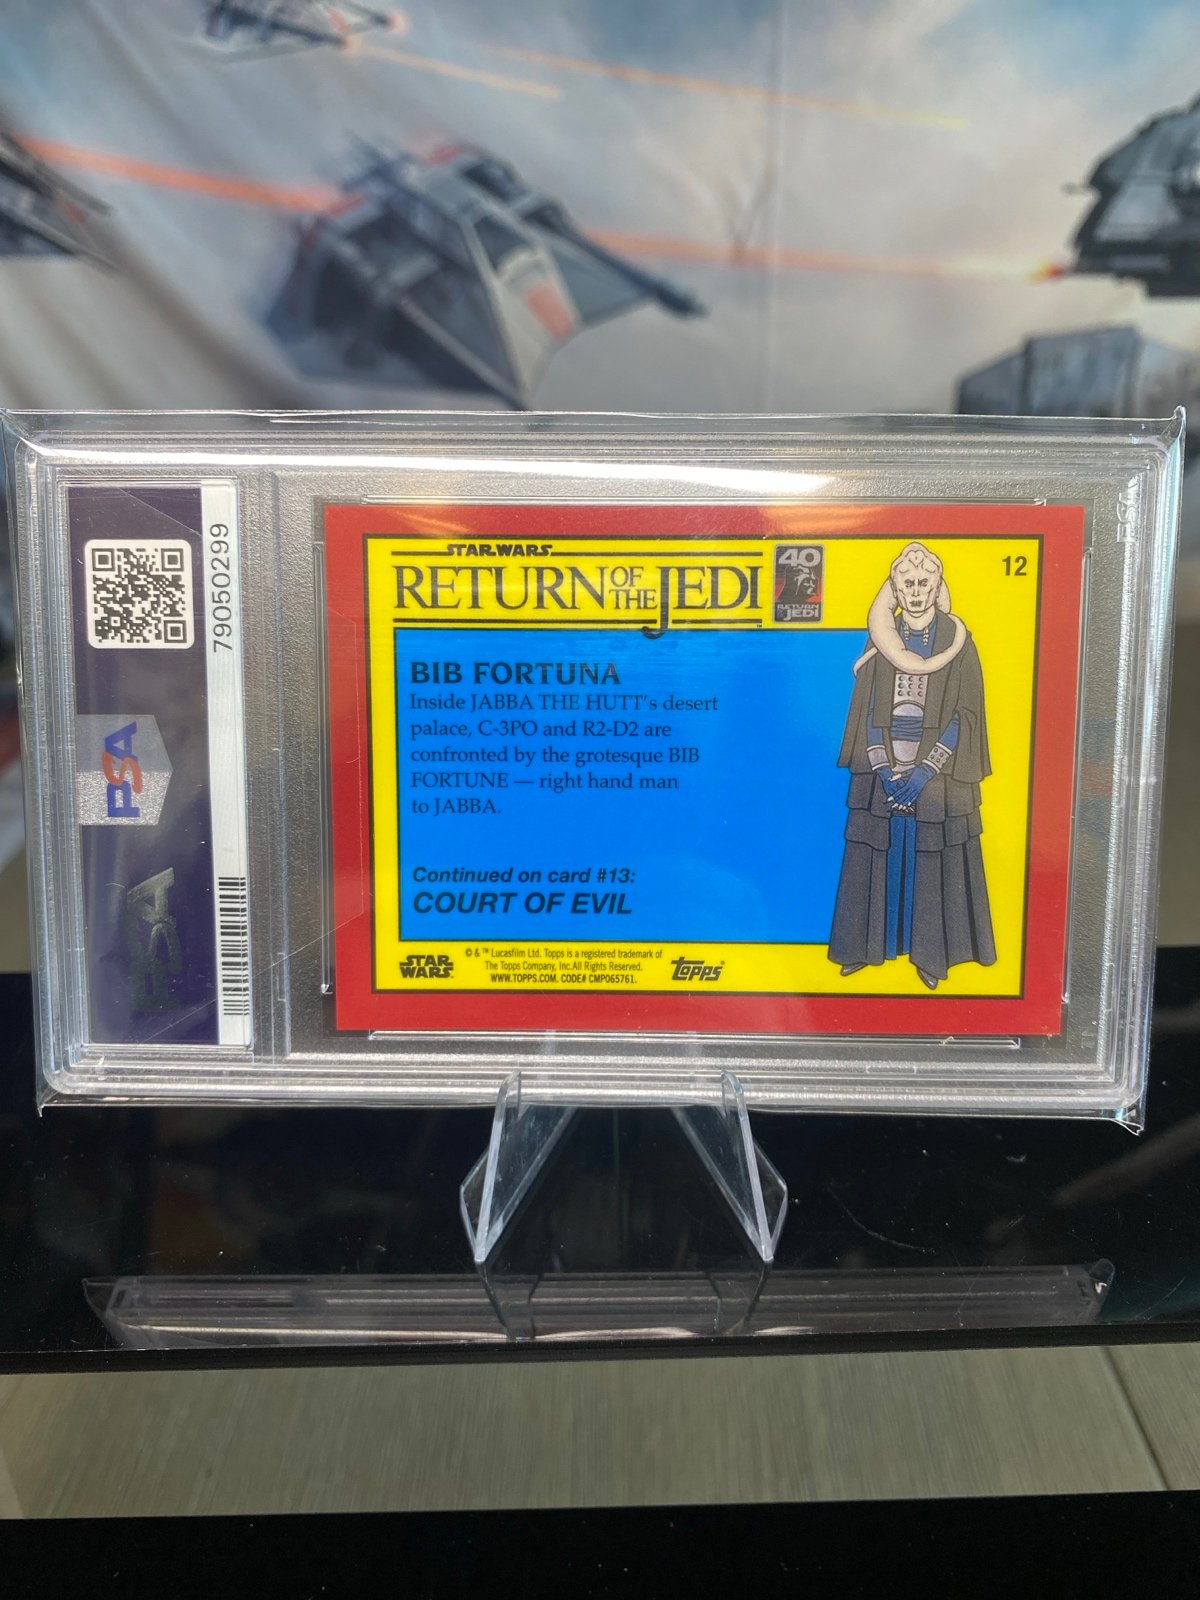 79050299
PSA
STAR WARS
RETURN OF THE JEDI
40
RETURN OF THE JEDI
12
BIB FORTUNA
Inside JABBA THE HUTT's desert
palace, C-3PO and R2-D2 are
confronted by the grotesque BIB
FORTUNE — right hand man
to JABBA.
Continued on card #13:
COURT OF EVIL
STAR WARS
© & ™ Lucasfilm Ltd. Topps is a registered trademark of
The Topps Company, Inc. All Rights Reserved.
WWW.TOPPS.COM. CODE# CMP065761.
topps
PSA